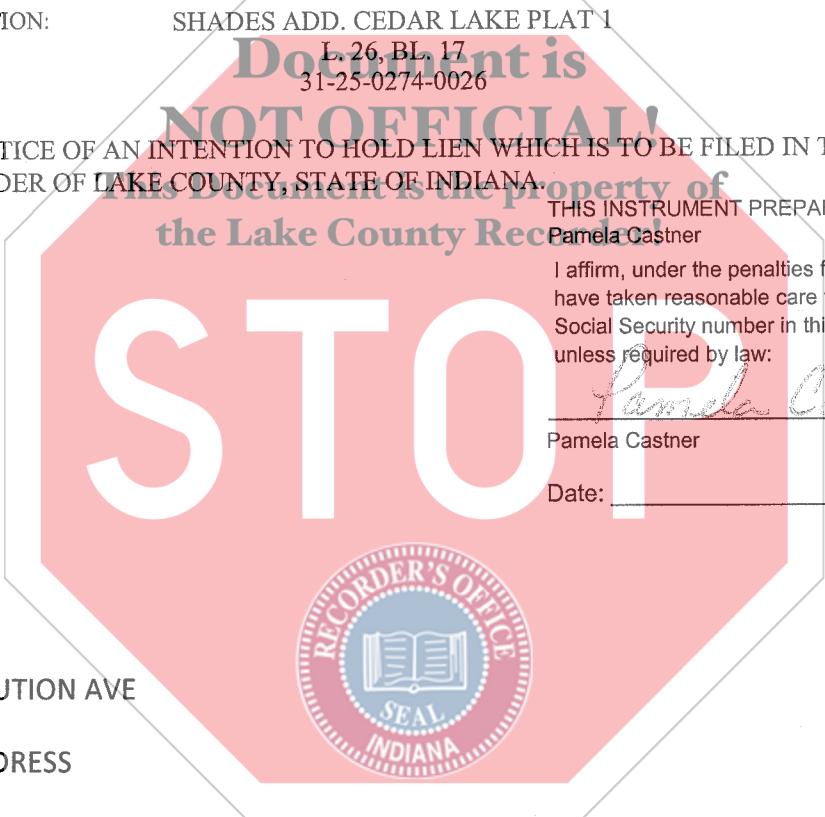 TION: SHADES ADD. CEDAR LAKE PLAT 1
L. 26, BL. 17
31-25-0274-0026
Document is
NOT OFFICIAL!
This Document is the property of
the Lake County Recorder!
TICE OF AN INTENTION TO HOLD LIEN WHICH IS TO BE FILED IN T
DER OF LAKE COUNTY, STATE OF INDIANA.
THIS INSTRUMENT PREPA
Pamela Castner
I affirm, under the penalties f
have taken reasonable care
Social Security number in thi
unless required by law:
Pamela C
Pamela Castner
Date:
STOP
RECORDER'S OFFICE
SEAL
INDIANA
UTION AVE
DRESS